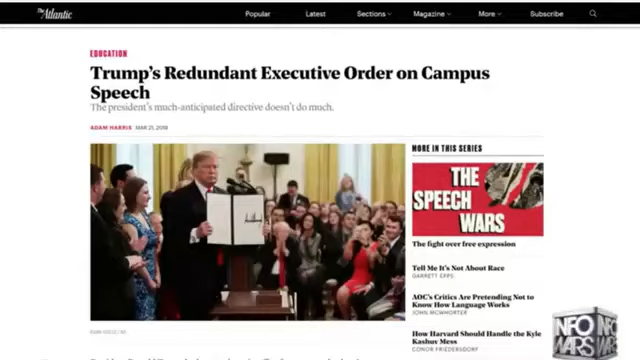 The Atlantic
Popular
Latest
Sections
Magazine
More
Subscribe
EDUCATION
Trump's Redundant Executive Order on Campus
Speech
The president's much-anticipated directive doesn't do much.
ADAM HARRIS MAR 21, 2019
MORE IN THIS SERIES
THE
SPEECH
WARS
The fight over free expression
Tell Me It's Not About Race
GARRETT EPPS
AOC's Critics Are Pretending Not to
Know How Language Works
JOHN MCWHORTER
How Harvard Should Handle the Kyle
Kashuv Mess
CONOR FRIEDERSDORF
INFO
WARS